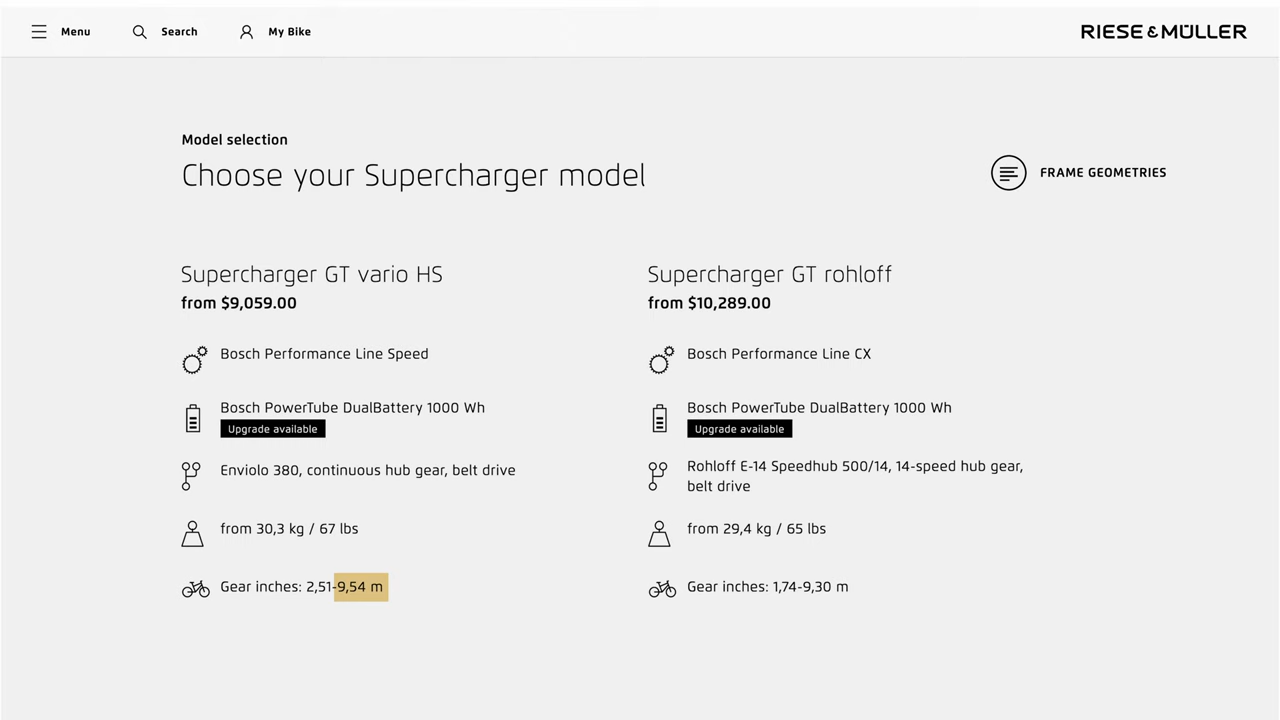 Menu
Search
My Bike
RIESE & MÜLLER
Model selection
Choose your Supercharger model
FRAME GEOMETRIES
Supercharger GT vario HS
from $9,059.00
Bosch Performance Line Speed
Bosch PowerTube DualBattery 1000 Wh
Upgrade available
Enviolo 380, continuous hub gear, belt drive
from 30,3 kg / 67 lbs
Gear inches: 2,51-9,54 m
Supercharger GT rohloff
from $10,289.00
Bosch Performance Line CX
Bosch PowerTube DualBattery 1000 Wh
Upgrade available
Rohloff E-14 Speedhub 500/14, 14-speed hub gear,
belt drive
from 29,4 kg / 65 lbs
Gear inches: 1,74-9,30 m